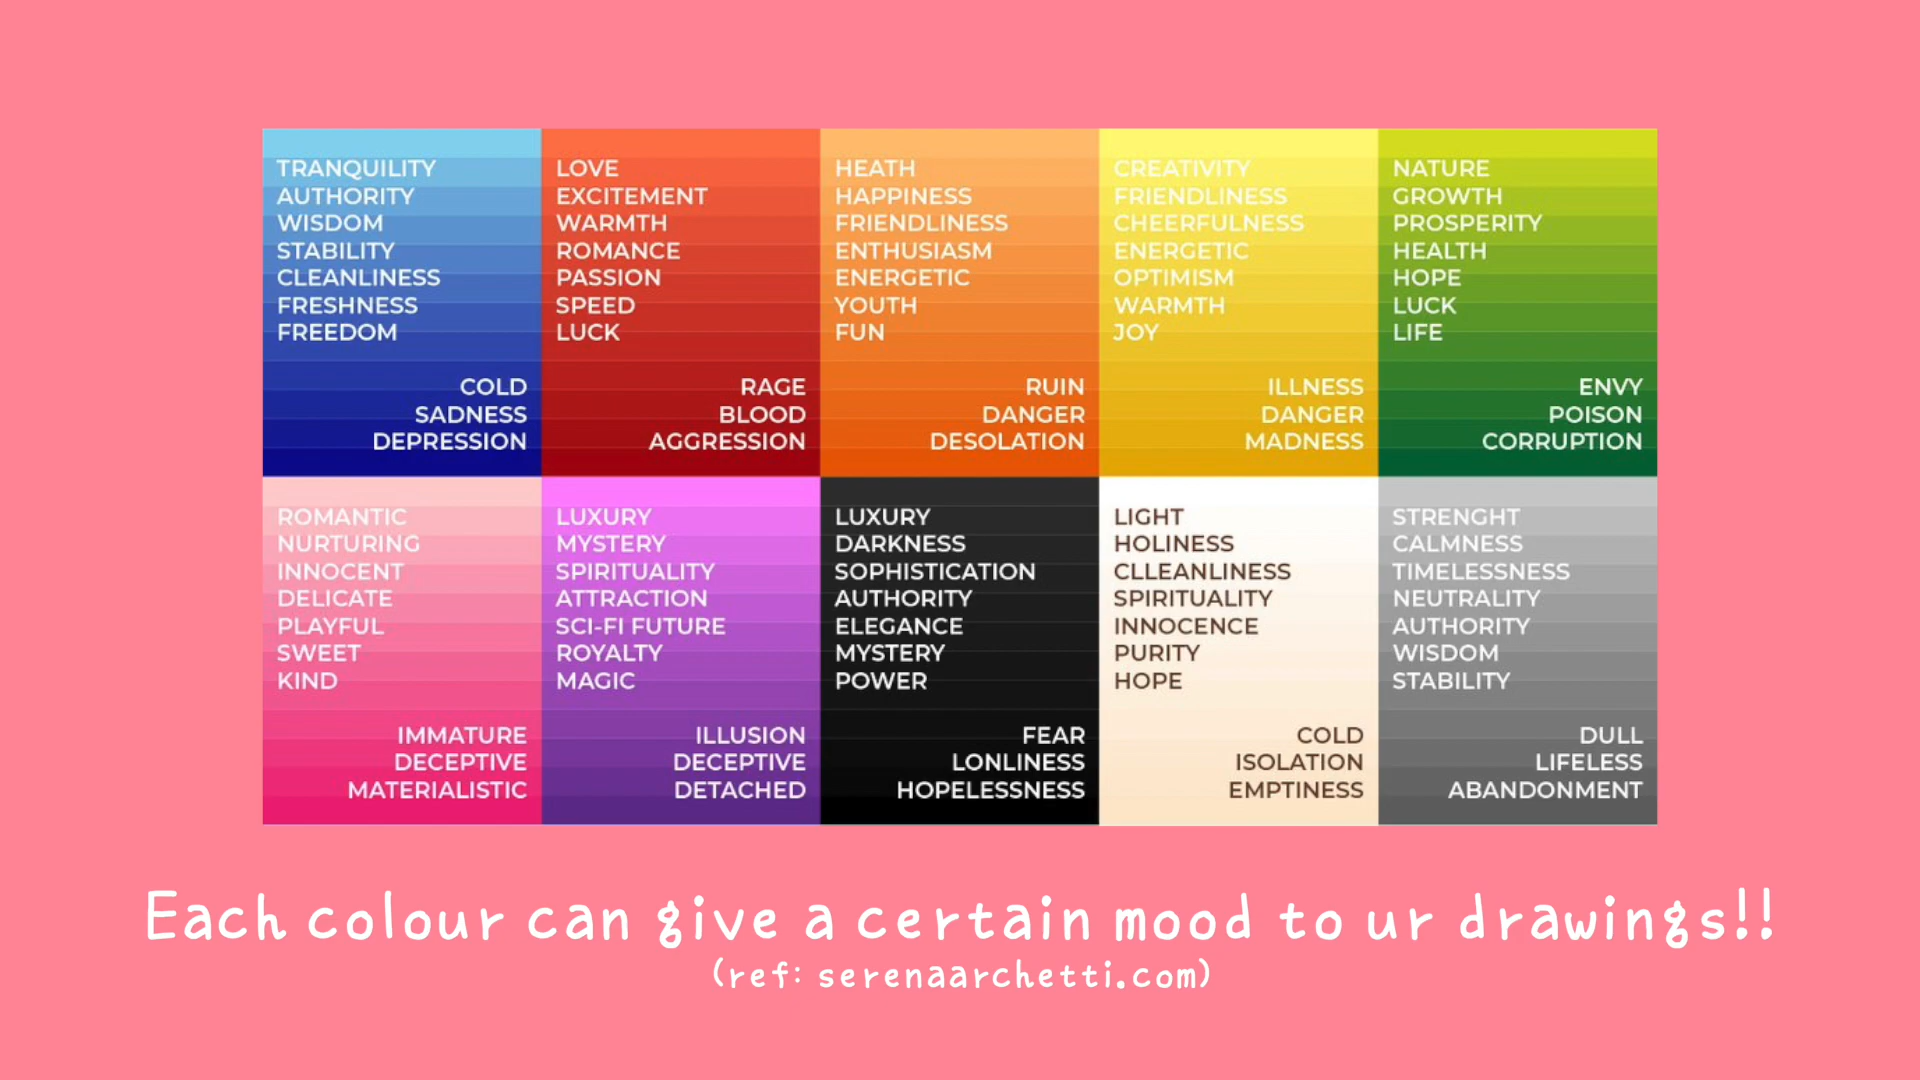 TRANQUILITY
AUTHORITY
WISDOM
STABILITY
CLEANLINESS
FRESHNESS
FREEDOM
COLD
SADNESS
DEPRESSION
LOVE
EXCITEMENT
WARMTH
ROMANCE
PASSION
SPEED
LUCK
RAGE
BLOOD
AGGRESSION
HEATH
HAPPINESS
FRIENDLINESS
ENTHUSIASM
ENERGETIC
YOUTH
FUN
RUIN
DANGER
DESOLATION
CREATIVITY
FRIENDLINESS
CHEERFULNESS
ENERGETIC
OPTIMISM
WARMTH
JOY
ILLNESS
DANGER
MADNESS
NATURE
GROWTH
PROSPERITY
HEALTH
HOPE
LUCK
LIFE
ENVY
POISON
CORRUPTION
ROMANTIC
NURTURING
INNOCENT
DELICATE
PLAYFUL
SWEET
KIND
IMMATURE
DECEPTIVE
MATERIALISTIC
LUXURY
MYSTERY
SPIRITUALITY
ATTRACTION
SCI-FI FUTURE
ROYALTY
MAGIC
ILLUSION
DECEPTIVE
DETACHED
LUXURY
DARKNESS
SOPHISTICATION
AUTHORITY
ELEGANCE
MYSTERY
POWER
FEAR
LONLINESS
HOPELESSNESS
LIGHT
HOLINESS
CLLEANLINESS
SPIRITUALITY
INNOCENCE
PURITY
HOPE
COLD
ISOLATION
EMPTINESS
STRENGHT
CALMNESS
TIMELESSNESS
NEUTRALITY
AUTHORITY
WISDOM
STABILITY
DULL
LIFELESS
ABANDONMENT
Each colour can give a certain mood to ur drawings!!
(ref: serenaarchetti.com)